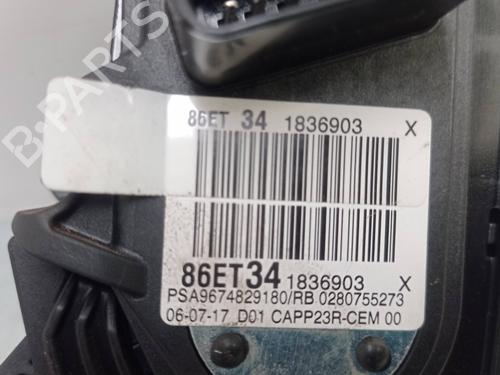 B-PARTS
86ET 34 1836903 X
86ET34 1836903 X
PSA9674829180/RB 0280755273
06-07-17 D01 CAPP23R-CEM 00